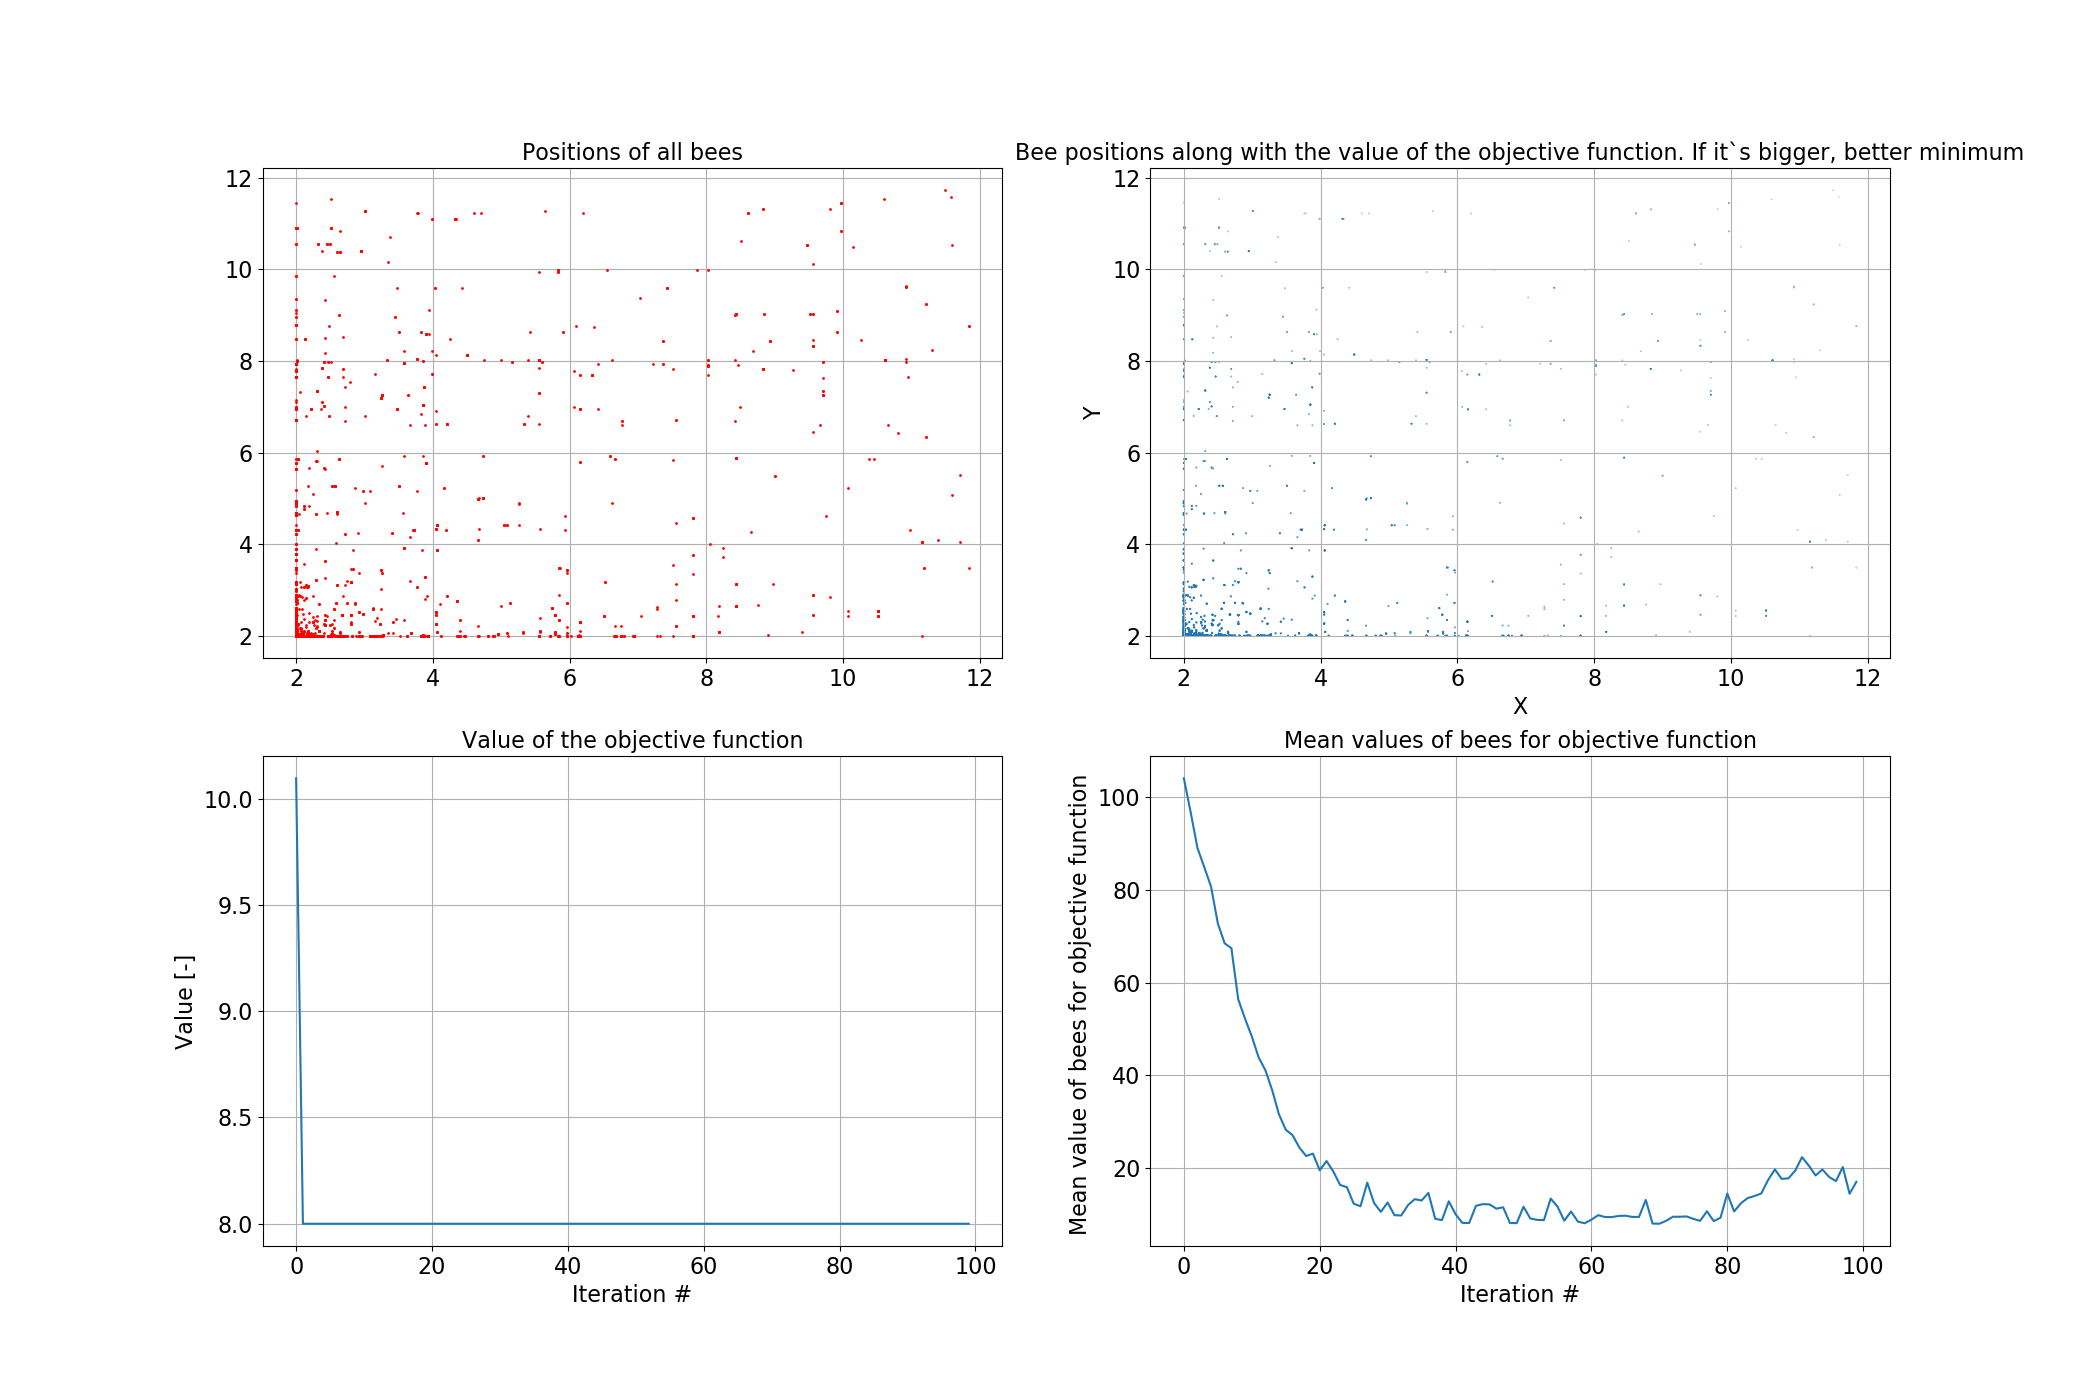 Positions of all bees
12
10
8
6
4
2
2 4 6 8 10 12
Bee positions along with the value of the objective function. If it`s bigger, better minimum
Y
12
10
8
6
4
2
2 4 6 8 10 12
X
Value of the objective function
Value [-]
10.0
9.5
9.0
8.5
8.0
0 20 40 60 80 100
Iteration #
Mean values of bees for objective function
Mean value of bees for objective function
100
80
60
40
20
0 20 40 60 80 100
Iteration #